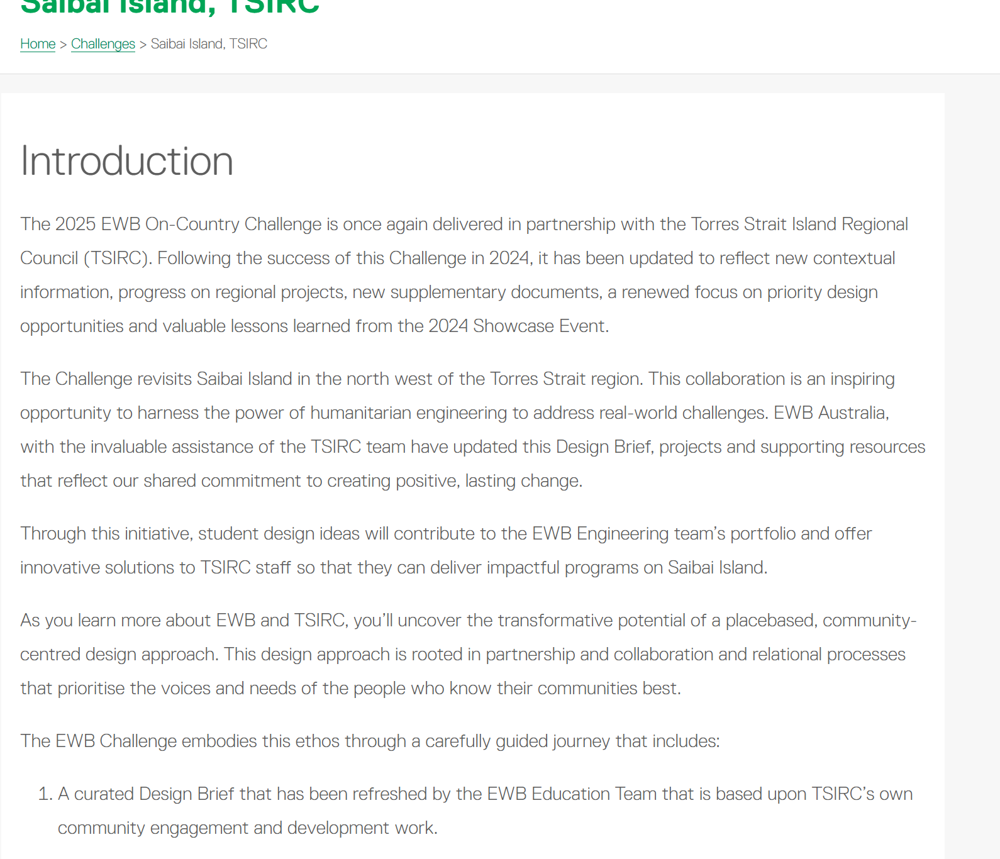 Saibai Island, TSIRC
Home > Challenges > Saibai Island, TSIRC
Introduction
The 2025 EWB On-Country Challenge is once again delivered in partnership with the Torres Strait Island Regional
Council (TSIRC). Following the success of this Challenge in 2024, it has been updated to reflect new contextual
information, progress on regional projects, new supplementary documents, a renewed focus on priority design
opportunities and valuable lessons learned from the 2024 Showcase Event.
The Challenge revisits Saibai Island in the north west of the Torres Strait region. This collaboration is an inspiring
opportunity to harness the power of humanitarian engineering to address real-world challenges. EWB Australia,
with the invaluable assistance of the TSIRC team have updated this Design Brief, projects and supporting resources
that reflect our shared commitment to creating positive, lasting change.
Through this initiative, student design ideas will contribute to the EWB Engineering team’s portfolio and offer
innovative solutions to TSIRC staff so that they can deliver impactful programs on Saibai Island.
As you learn more about EWB and TSIRC, you’ll uncover the transformative potential of a placebased, community-
centred design approach. This design approach is rooted in partnership and collaboration and relational processes
that prioritise the voices and needs of the people who know their communities best.
The EWB Challenge embodies this ethos through a carefully guided journey that includes:
1. A curated Design Brief that has been refreshed by the EWB Education Team that is based upon TSIRC’s own
community engagement and development work.